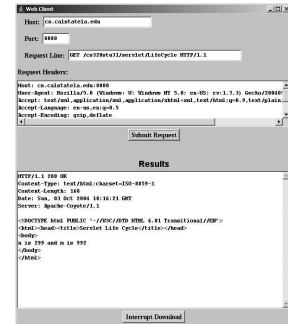 Web Client
Host: cs.calstatela.edu
Port: 8080
Request Line: GET /cs320stu31/servlet/LifeCycle HTTP/1.1
Request Headers:
Host: cs.calstatela.edu:8080
User-Agent: Mozilla/5.0 (Windows; U; Windows NT 5.0; en-US; rv:1.7.3) Gecko/200409
Accept: text/xml,application/xml,application/xhtml+xml,text/html;q=0.9,text/plain
Accept-Language: en-us,en;q=0.5
Accept-Encoding: gzip,deflate
Submit Request
Results
HTTP/1.1 200 OK
Content-Type: text/html;charset=ISO-8859-1
Content-Length: 168
Date: Sun, 03 Oct 2004 18:16:21 GMT
Server: Apache-Coyote/1.1
<!DOCTYPE html PUBLIC "-//W3C//DTD HTML 4.01 Transitional//EN">
<html><head><title>Servlet Life Cycle</title></head>
<body>
n is 299 and m is 592
</body>
</html>
Interrupt Download